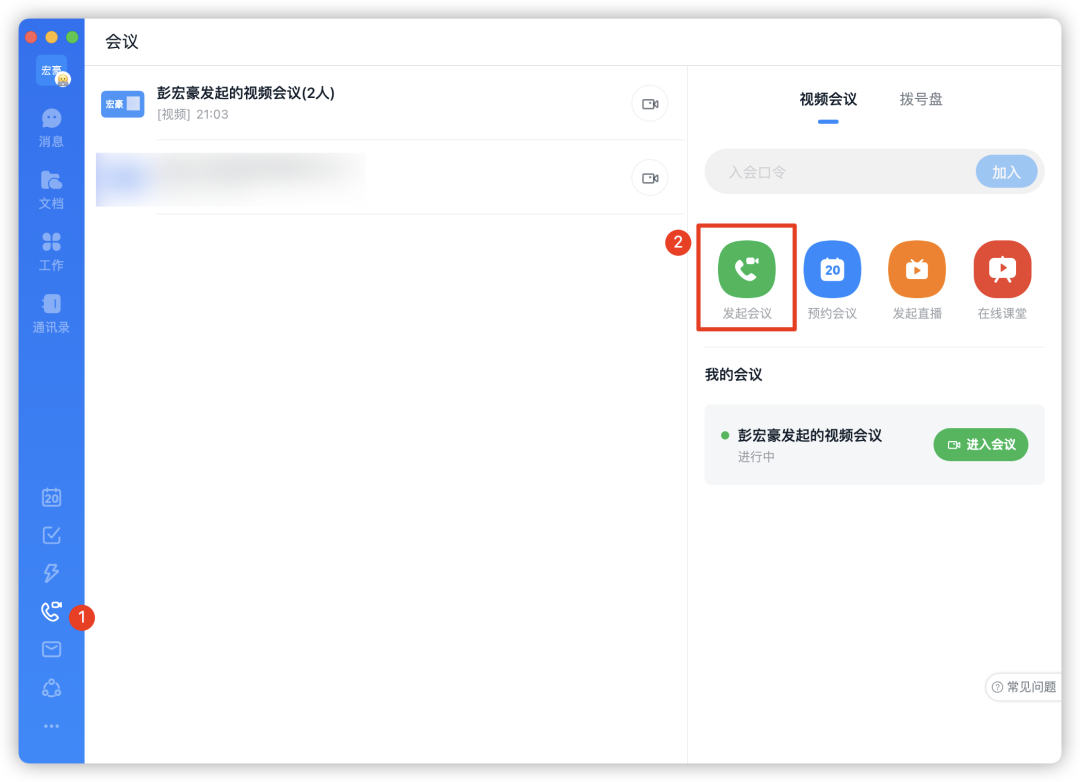 会议
宏豪
消息
文档
工作
通讯录
20
1
宏豪
彭宏豪发起的视频会议(2人)
[视频] 21:03
视频会议
拨号盘
入会口令
加入
2
20
发起会议
预约会议
发起直播
在线课堂
我的会议
彭宏豪发起的视频会议
进行中
进入会议
常见问题